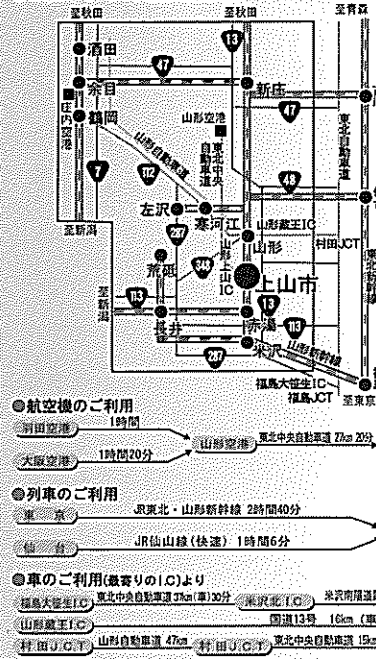 至秋田
至秋田
至青森
酒田
13
47
余目
新庄
庄内空港
鶴岡
山形空港
47
山形自動車道
東北中央自動車道
東北自動車道
7
112
48
左沢
寒河江
山形蔵王IC
至新潟
287
山形
村田JCT
荒砥
348
山形上山IC
東北新幹線
上山市
至新潟
113
13
長井
赤湯
113
山形新幹線
287
米沢
福島大笹生IC
福島JCT
至東京
●航空機のご利用
羽田空港 1時間
山形空港 東北中央自動車道 27km 20分
大阪空港 1時間20分
●列車のご利用
東京 JR東北・山形新幹線 2時間40分
仙台 JR仙山線(快速) 1時間6分
●車のご利用(最寄りのI.C)より
福島大笹生I.C 東北中央自動車道 37km(車)30分 米沢北I.C 米沢南陽道路
山形蔵王I.C 国道13号 16km (車
村田J.C.T 山形自動車道 47km 村田J.C.T 東北中央自動車道 15km